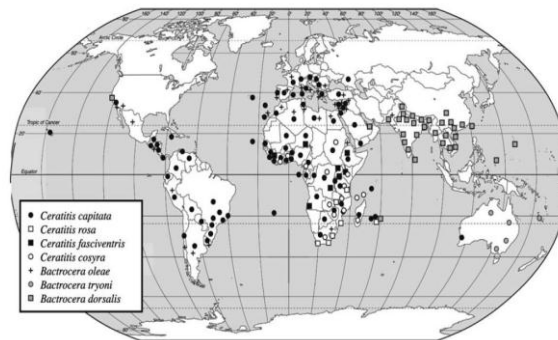 Arctic Circle
Tropic of Cancer
Equator
Ceratitis capitata
Ceratitis rosa
Ceratitis fasciventris
Ceratitis cosyra
Bactrocera oleae
Bactrocera tryoni
Bactrocera dorsalis